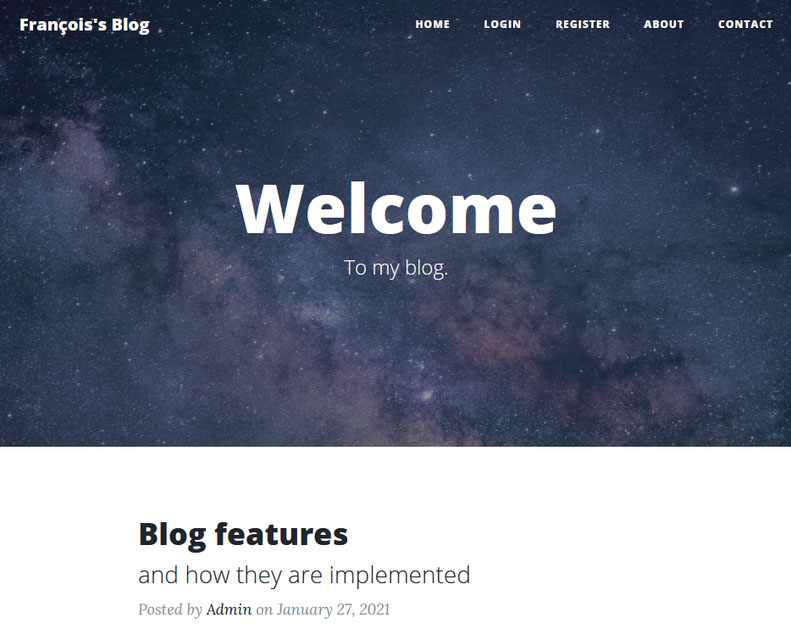 François's Blog
HOME LOGIN REGISTER ABOUT CONTACT
Welcome
To my blog.
Blog features
and how they are implemented
Posted by Admin on January 27, 2021